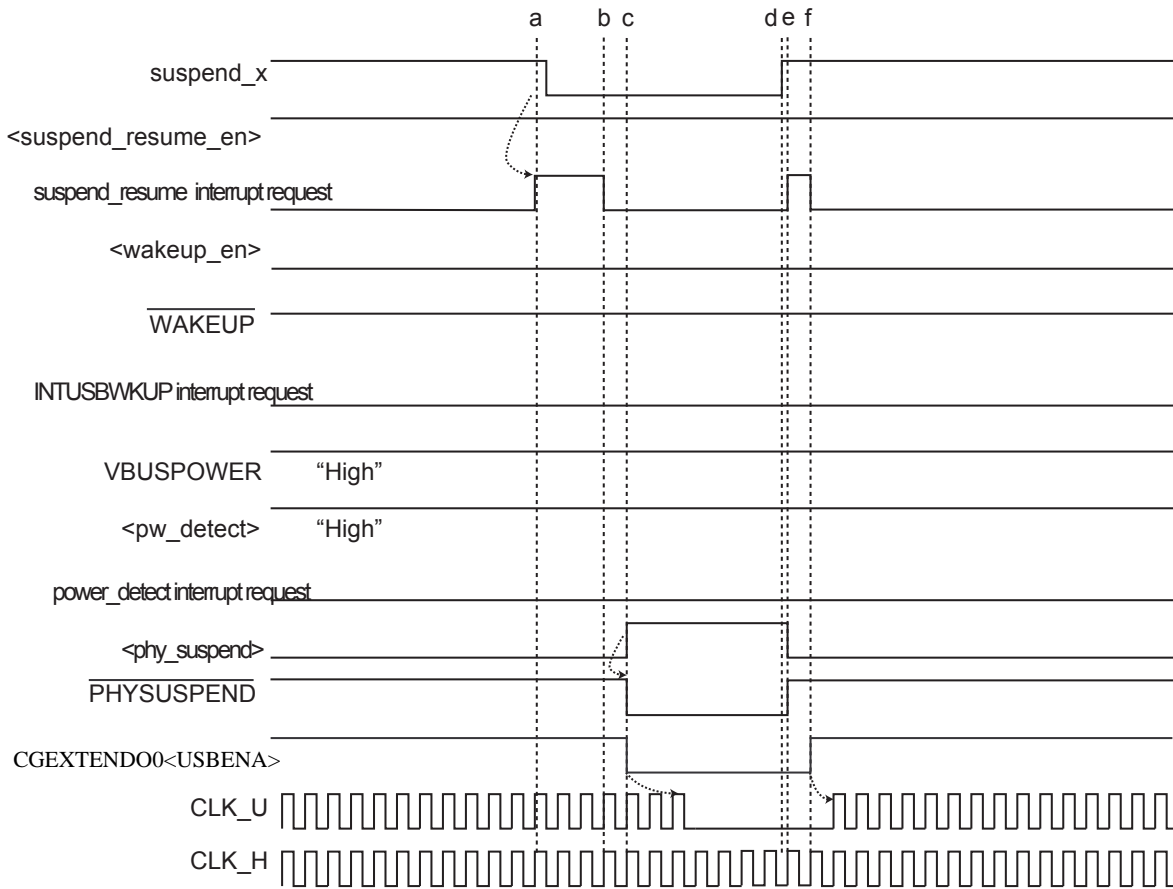 a b c d e f
suspend_x
<suspend_resume_en>
suspend_resume interrupt request
<wakeup_en>
WAKEUP
INTUSBWKUP interrupt request
VBUSPOWER “High”
<pw_detect> “High”
power_detect interrupt request
<phy_suspend>
PHYSUSPEND
CGEXTENDO0<USBENA>
CLK_U
CLK_H